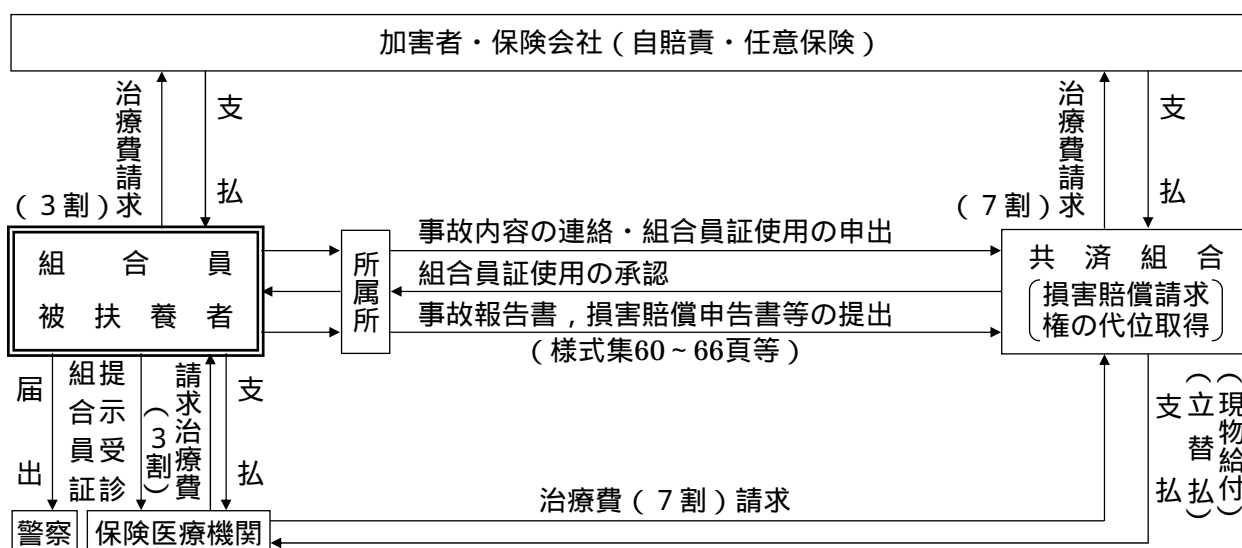 加害者・保険会社（自賠責・任意保険）
治療費請求
（３割）
支払
治療費請求
（７割）
支払
組合員
被扶養者
所属所
事故内容の連絡・組合員証使用の申出
組合員証使用の承認
事故報告書，損害賠償申告書等の提出
（様式集60～66頁等）
共済組合
損害賠償請求
権の代位取得
届出
組合員証
提示受診
（３割）
請求治療費
支払
支払
（立替払）
（現物給付）
治療費（７割）請求
警察
保険医療機関